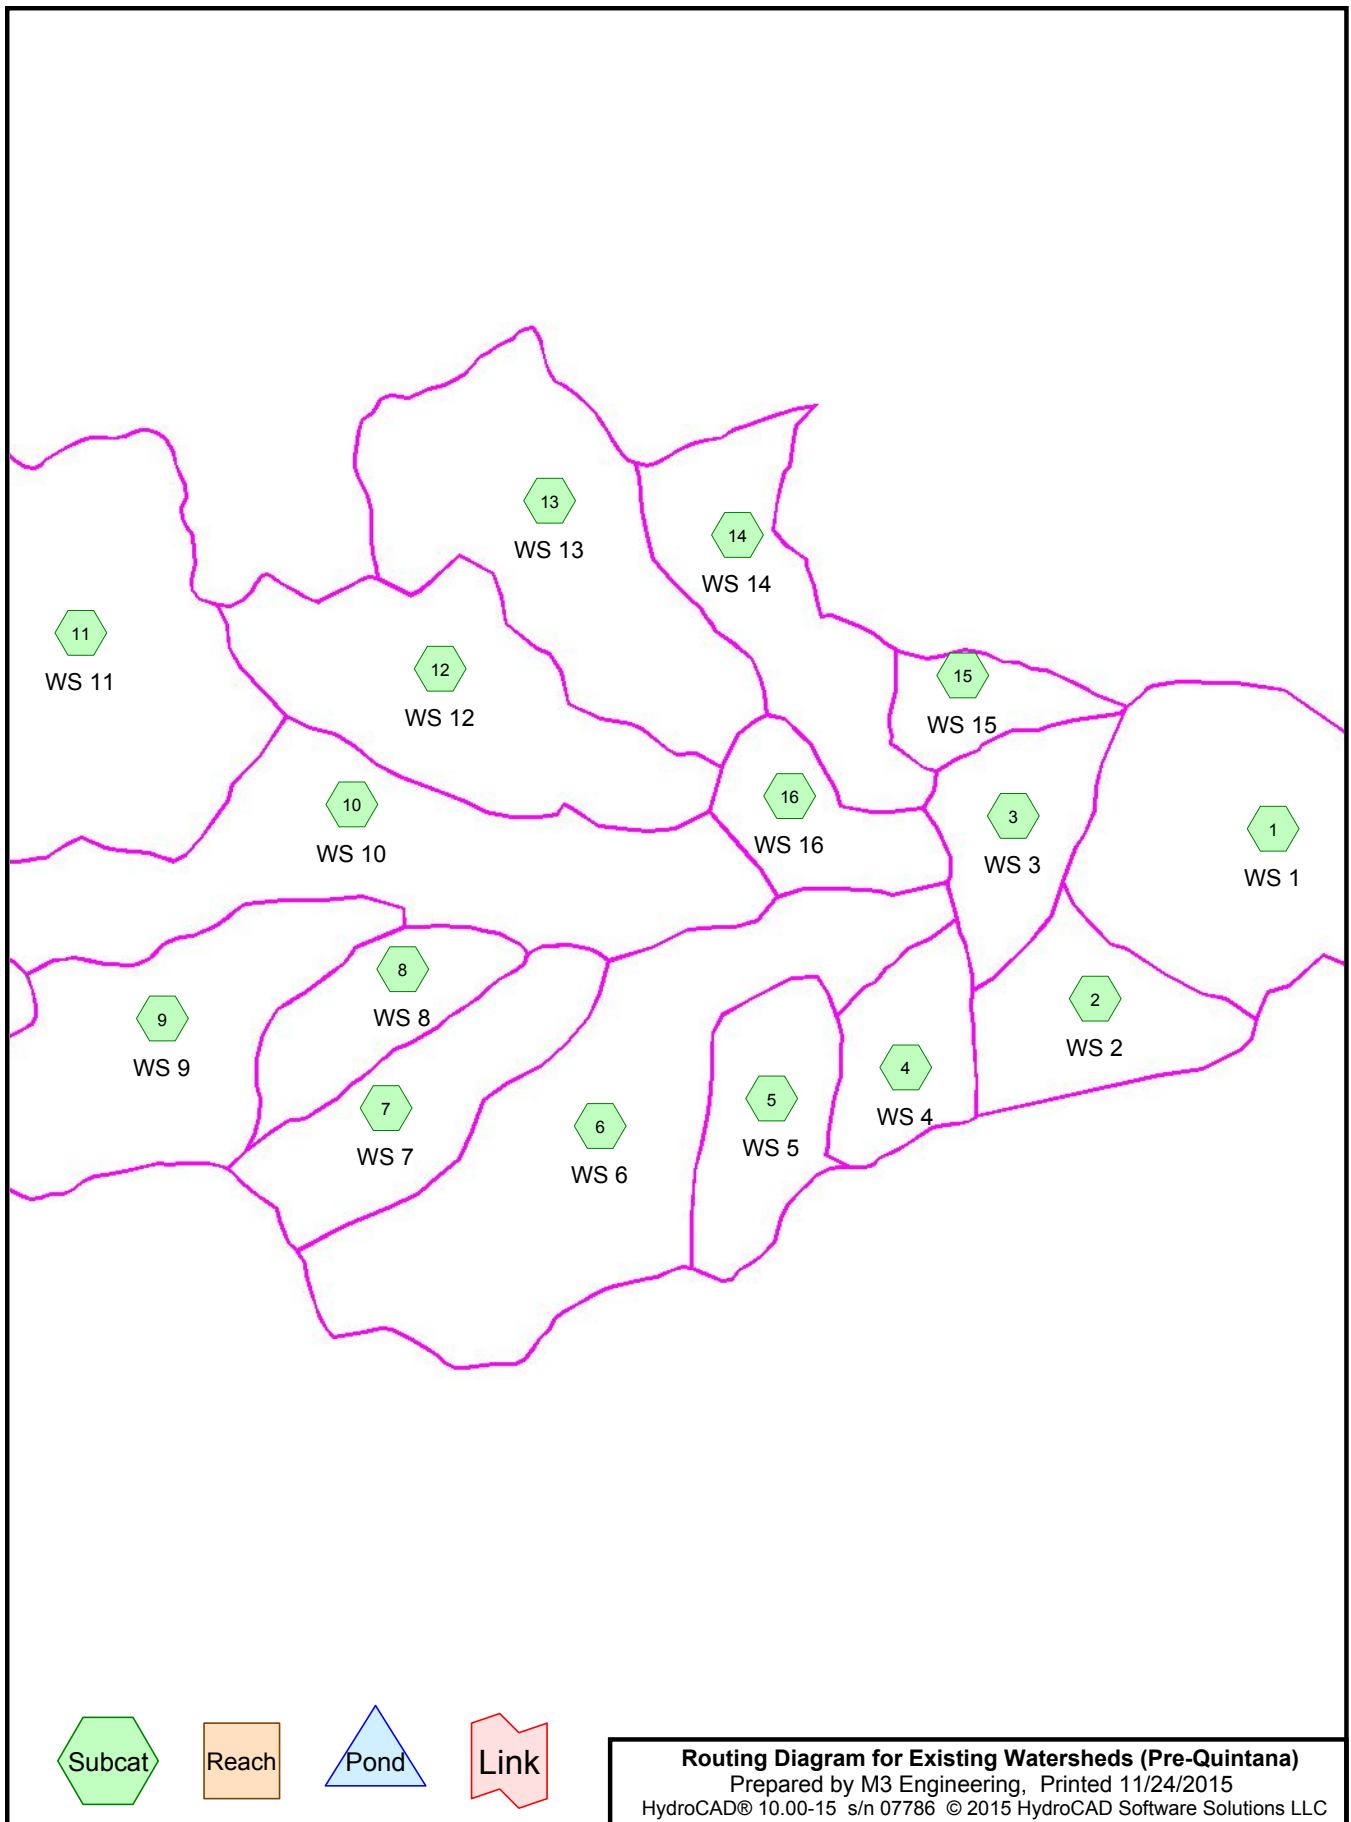 13
WS 13
14
WS 14
11
WS 11
12
WS 12
15
WS 15
10
WS 10
16
WS 16
3
WS 3
1
WS 1
8
WS 8
9
WS 9
2
WS 2
7
WS 7
6
WS 6
5
WS 5
4
WS 4
Subcat
Reach
Pond
Link
Routing Diagram for Existing Watersheds (Pre-Quintana)
Prepared by M3 Engineering, Printed 11/24/2015
HydroCAD® 10.00-15 s/n 07786 © 2015 HydroCAD Software Solutions LLC